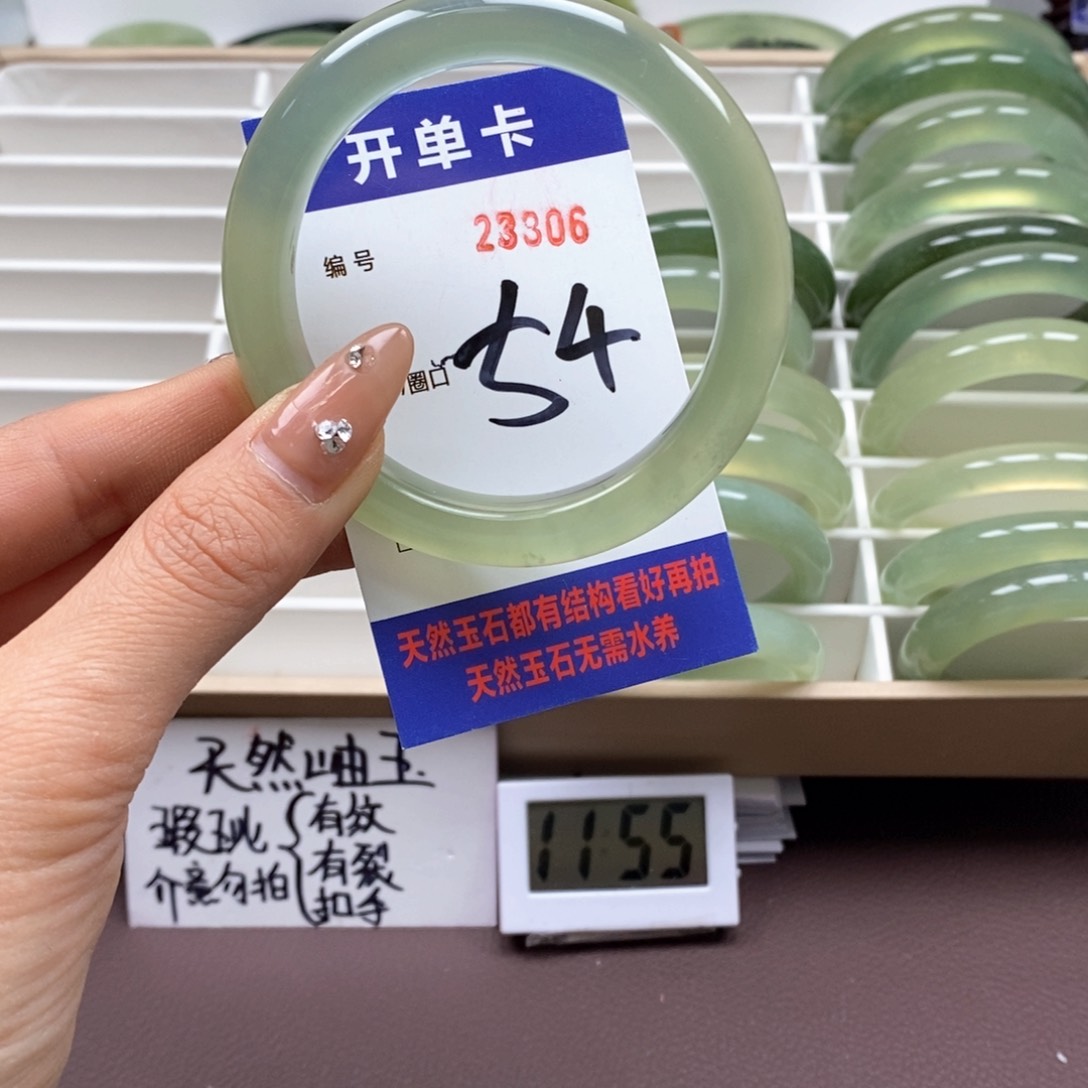 开单卡
编号 23306
圈口 54
天然玉石都有结构看好再拍
天然玉石无需水养
天然岫玉
瑕玼 有纹
有裂
介意勿拍 扣手
11:55